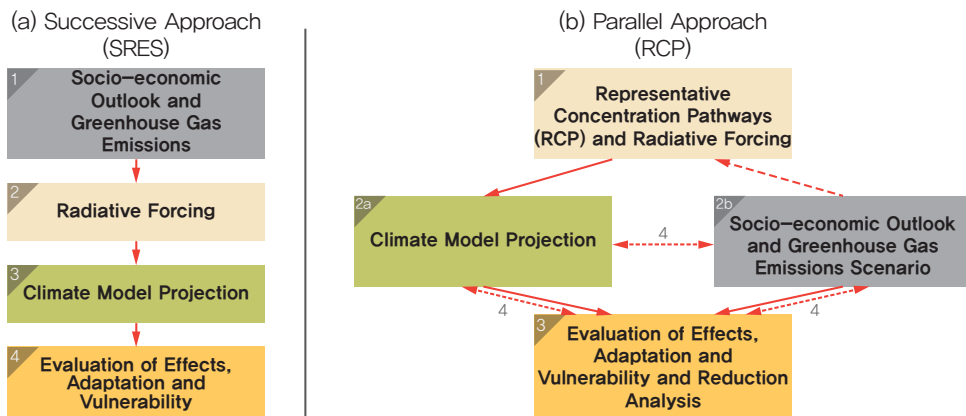 (a) Successive Approach
(SRES)
1
Socio-economic
Outlook and
Greenhouse Gas
Emissions
2
Radiative Forcing
3
Climate Model Projection
4
Evaluation of Effects,
Adaptation and
Vulnerability
(b) Parallel Approach
(RCP)
1
Representative
Concentration Pathways
(RCP) and Radiative Forcing
2a
Climate Model Projection
4
2b
Socio-economic Outlook
and Greenhouse Gas
Emissions Scenario
4
4
3
Evaluation of Effects,
Adaptation and
Vulnerability and Reduction
Analysis